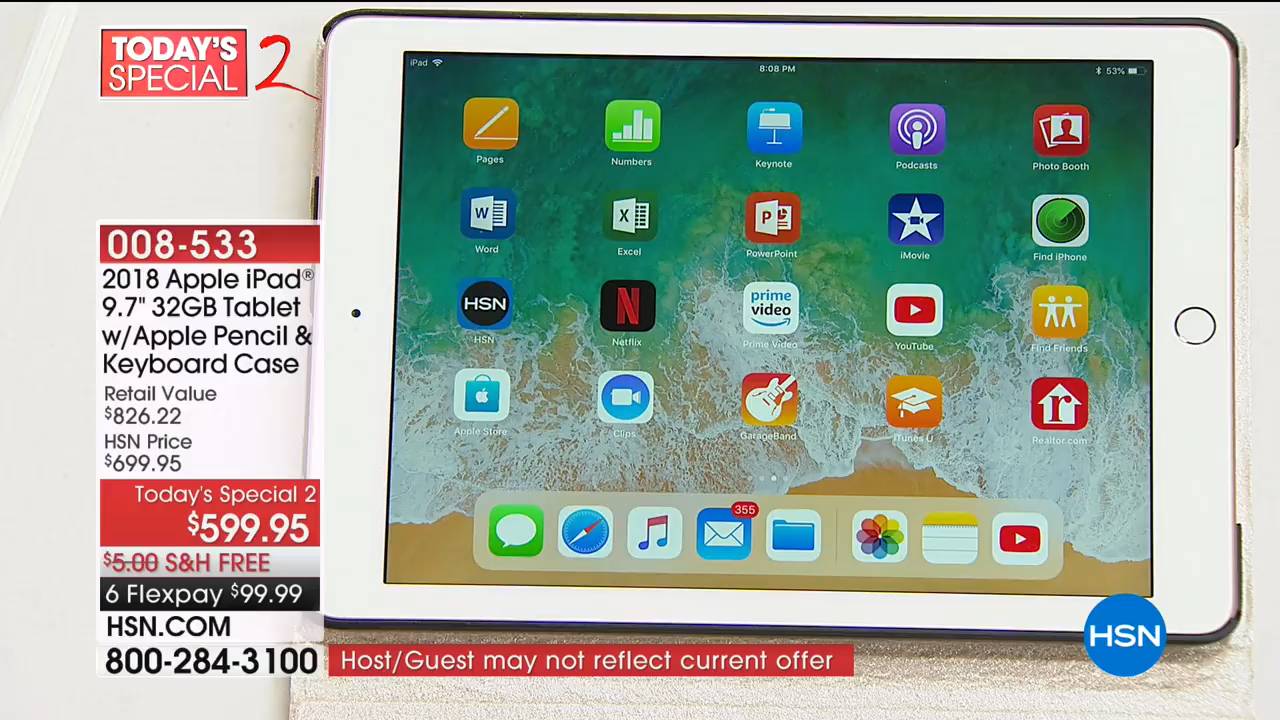 TODAY'S
SPECIAL 2
008-533
2018 Apple iPad®
9.7" 32GB Tablet
w/Apple Pencil &
Keyboard Case
Retail Value
$826.22
HSN Price
$699.95
Today's Special 2
$599.95
$5.00 S&H FREE
6 Flexpay $99.99
HSN.COM
800-284-3100
Host/Guest may not reflect current offer
HSN
iPad
8:08 PM
53%
Pages
Numbers
Keynote
Podcasts
Photo Booth
W
X
P
Word
Excel
PowerPoint
iMovie
Find iPhone
HSN
N
prime
video
HSN
Netflix
Prime Video
YouTube
Find Friends
r
Apple Store
Clips
GarageBand
iTunes U
Realtor.com
355